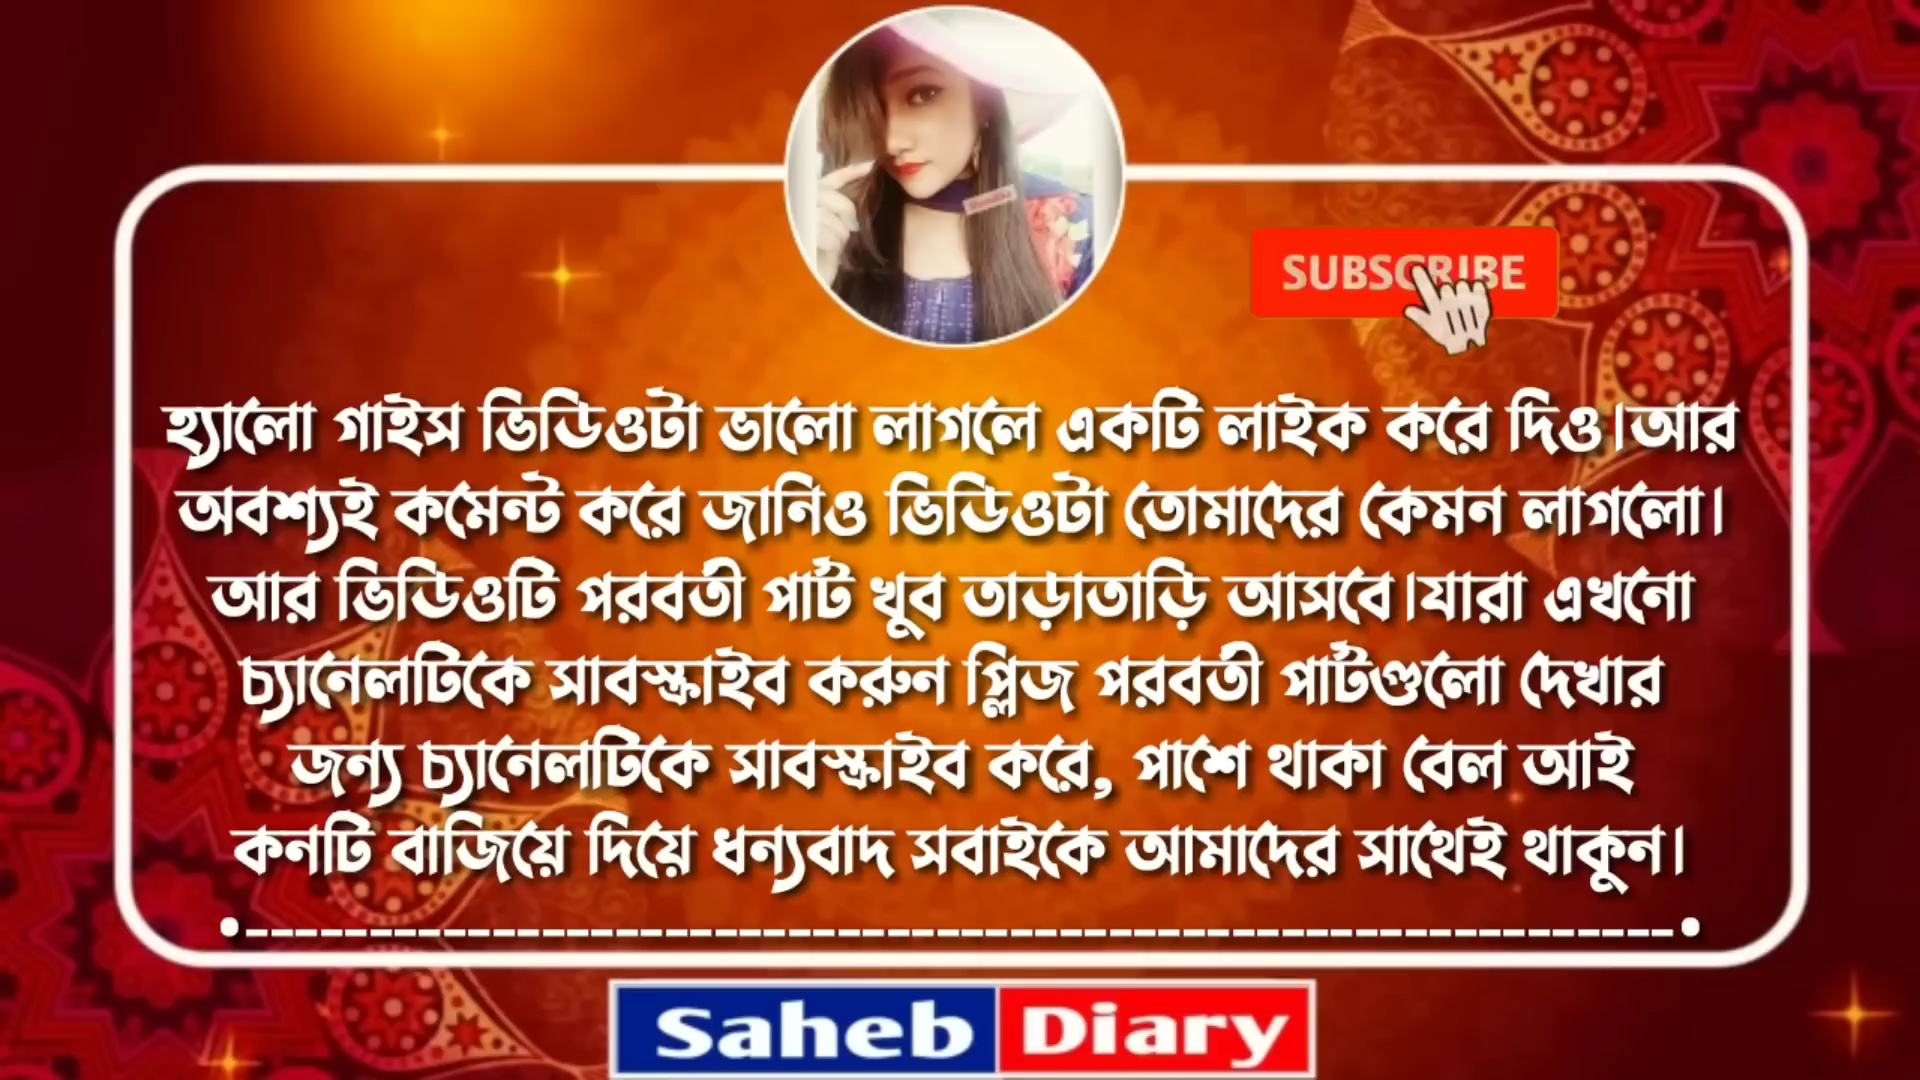 SUBSCRIBE
হ্যালো গাইস ভিডিওটা ভালো লাগলে একটি লাইক করে দিও।আর
অবশ্যই কমেন্ট করে জানিও ভিডিওটা তোমাদের কেমন লাগলো।
আর ভিডিওটি পরবর্তী পার্ট খুব তাড়াতাড়ি আসবে।যারা এখনো
চ্যানেলটিকে সাবস্ক্রাইব করুন প্লিজ পরবর্তী পার্টগুলো দেখার
জন্য চ্যানেলটিকে সাবস্ক্রাইব করে, পাশে থাকা বেল আই
কনটি বাজিয়ে দিয়ে ধন্যবাদ সবাইকে আমাদের সাথেই থাকুন।
Saheb Diary